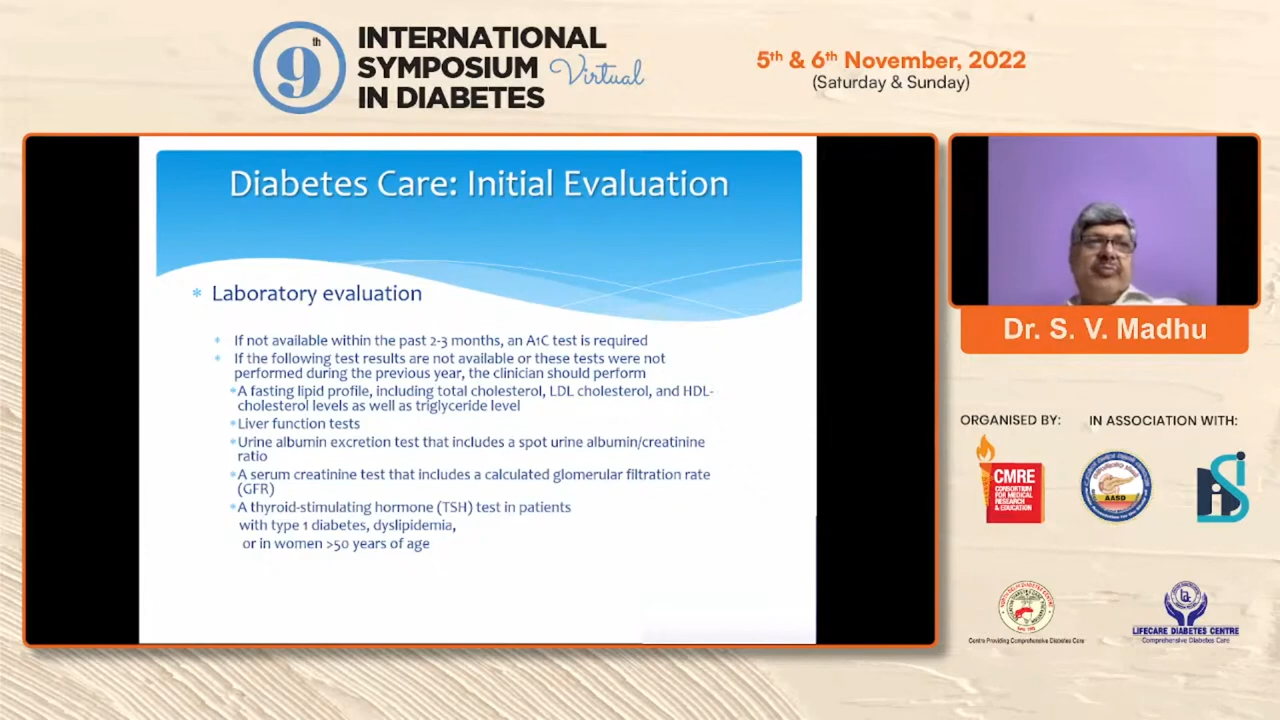 9th
INTERNATIONAL
SYMPOSIUM Virtual
IN DIABETES
5th & 6th November, 2022
(Saturday & Sunday)
Diabetes Care: Initial Evaluation
* Laboratory evaluation
* If not available within the past 2-3 months, an A1C test is required
* If the following test results are not available or these tests were not
performed during the previous year, the clinician should perform
*A fasting lipid profile, including total cholesterol, LDL cholesterol, and HDL-
cholesterol levels as well as triglyceride level
*Liver function tests
*Urine albumin excretion test that includes a spot urine albumin/creatinine
ratio
*A serum creatinine test that includes a calculated glomerular filtration rate
(GFR)
*A thyroid-stimulating hormone (TSH) test in patients
with type 1 diabetes, dyslipidemia,
or in women >50 years of age
Dr. S. V. Madhu
ORGANISED BY:
IN ASSOCIATION WITH:
CMRE
CONSORTIUM
FOR MEDICAL
RESEARCH
& EDUCATION
AASD
Centre Providing Comprehensive Diabetes Care
LIFECARE DIABETES CENTRE
Comprehensive Diabetes Care